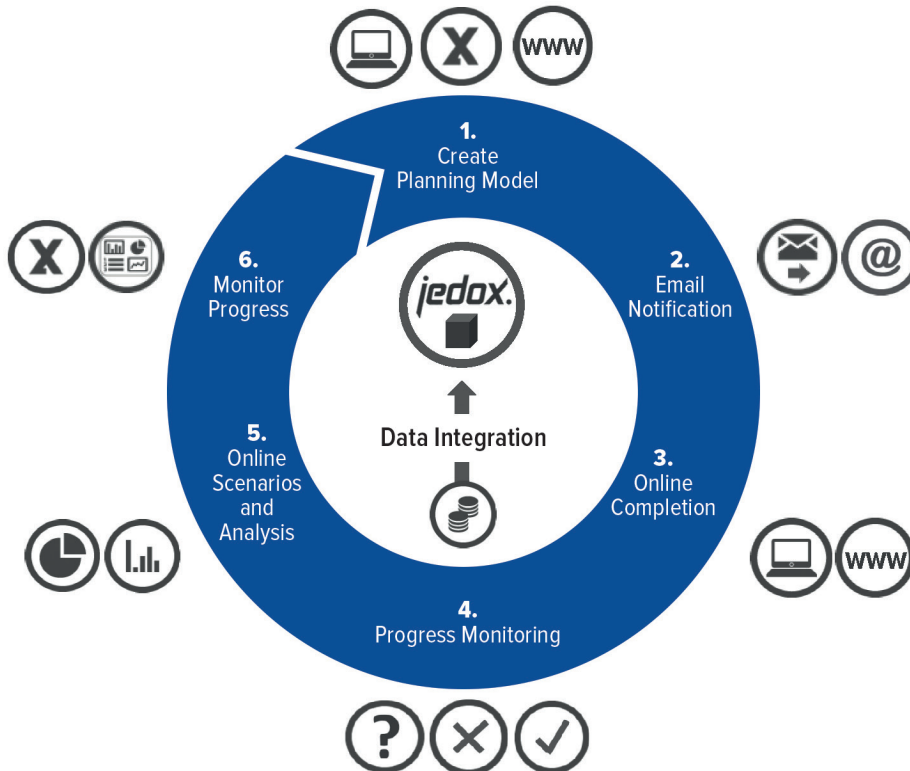 WWW
1.
Create
Planning Model
2.
Email
Notification
@
3.
Online
Completion
WWW
4.
Progress Monitoring
?
5.
Online
Scenarios
and
Analysis
6.
Monitor
Progress
X
X
jedox.
Data Integration